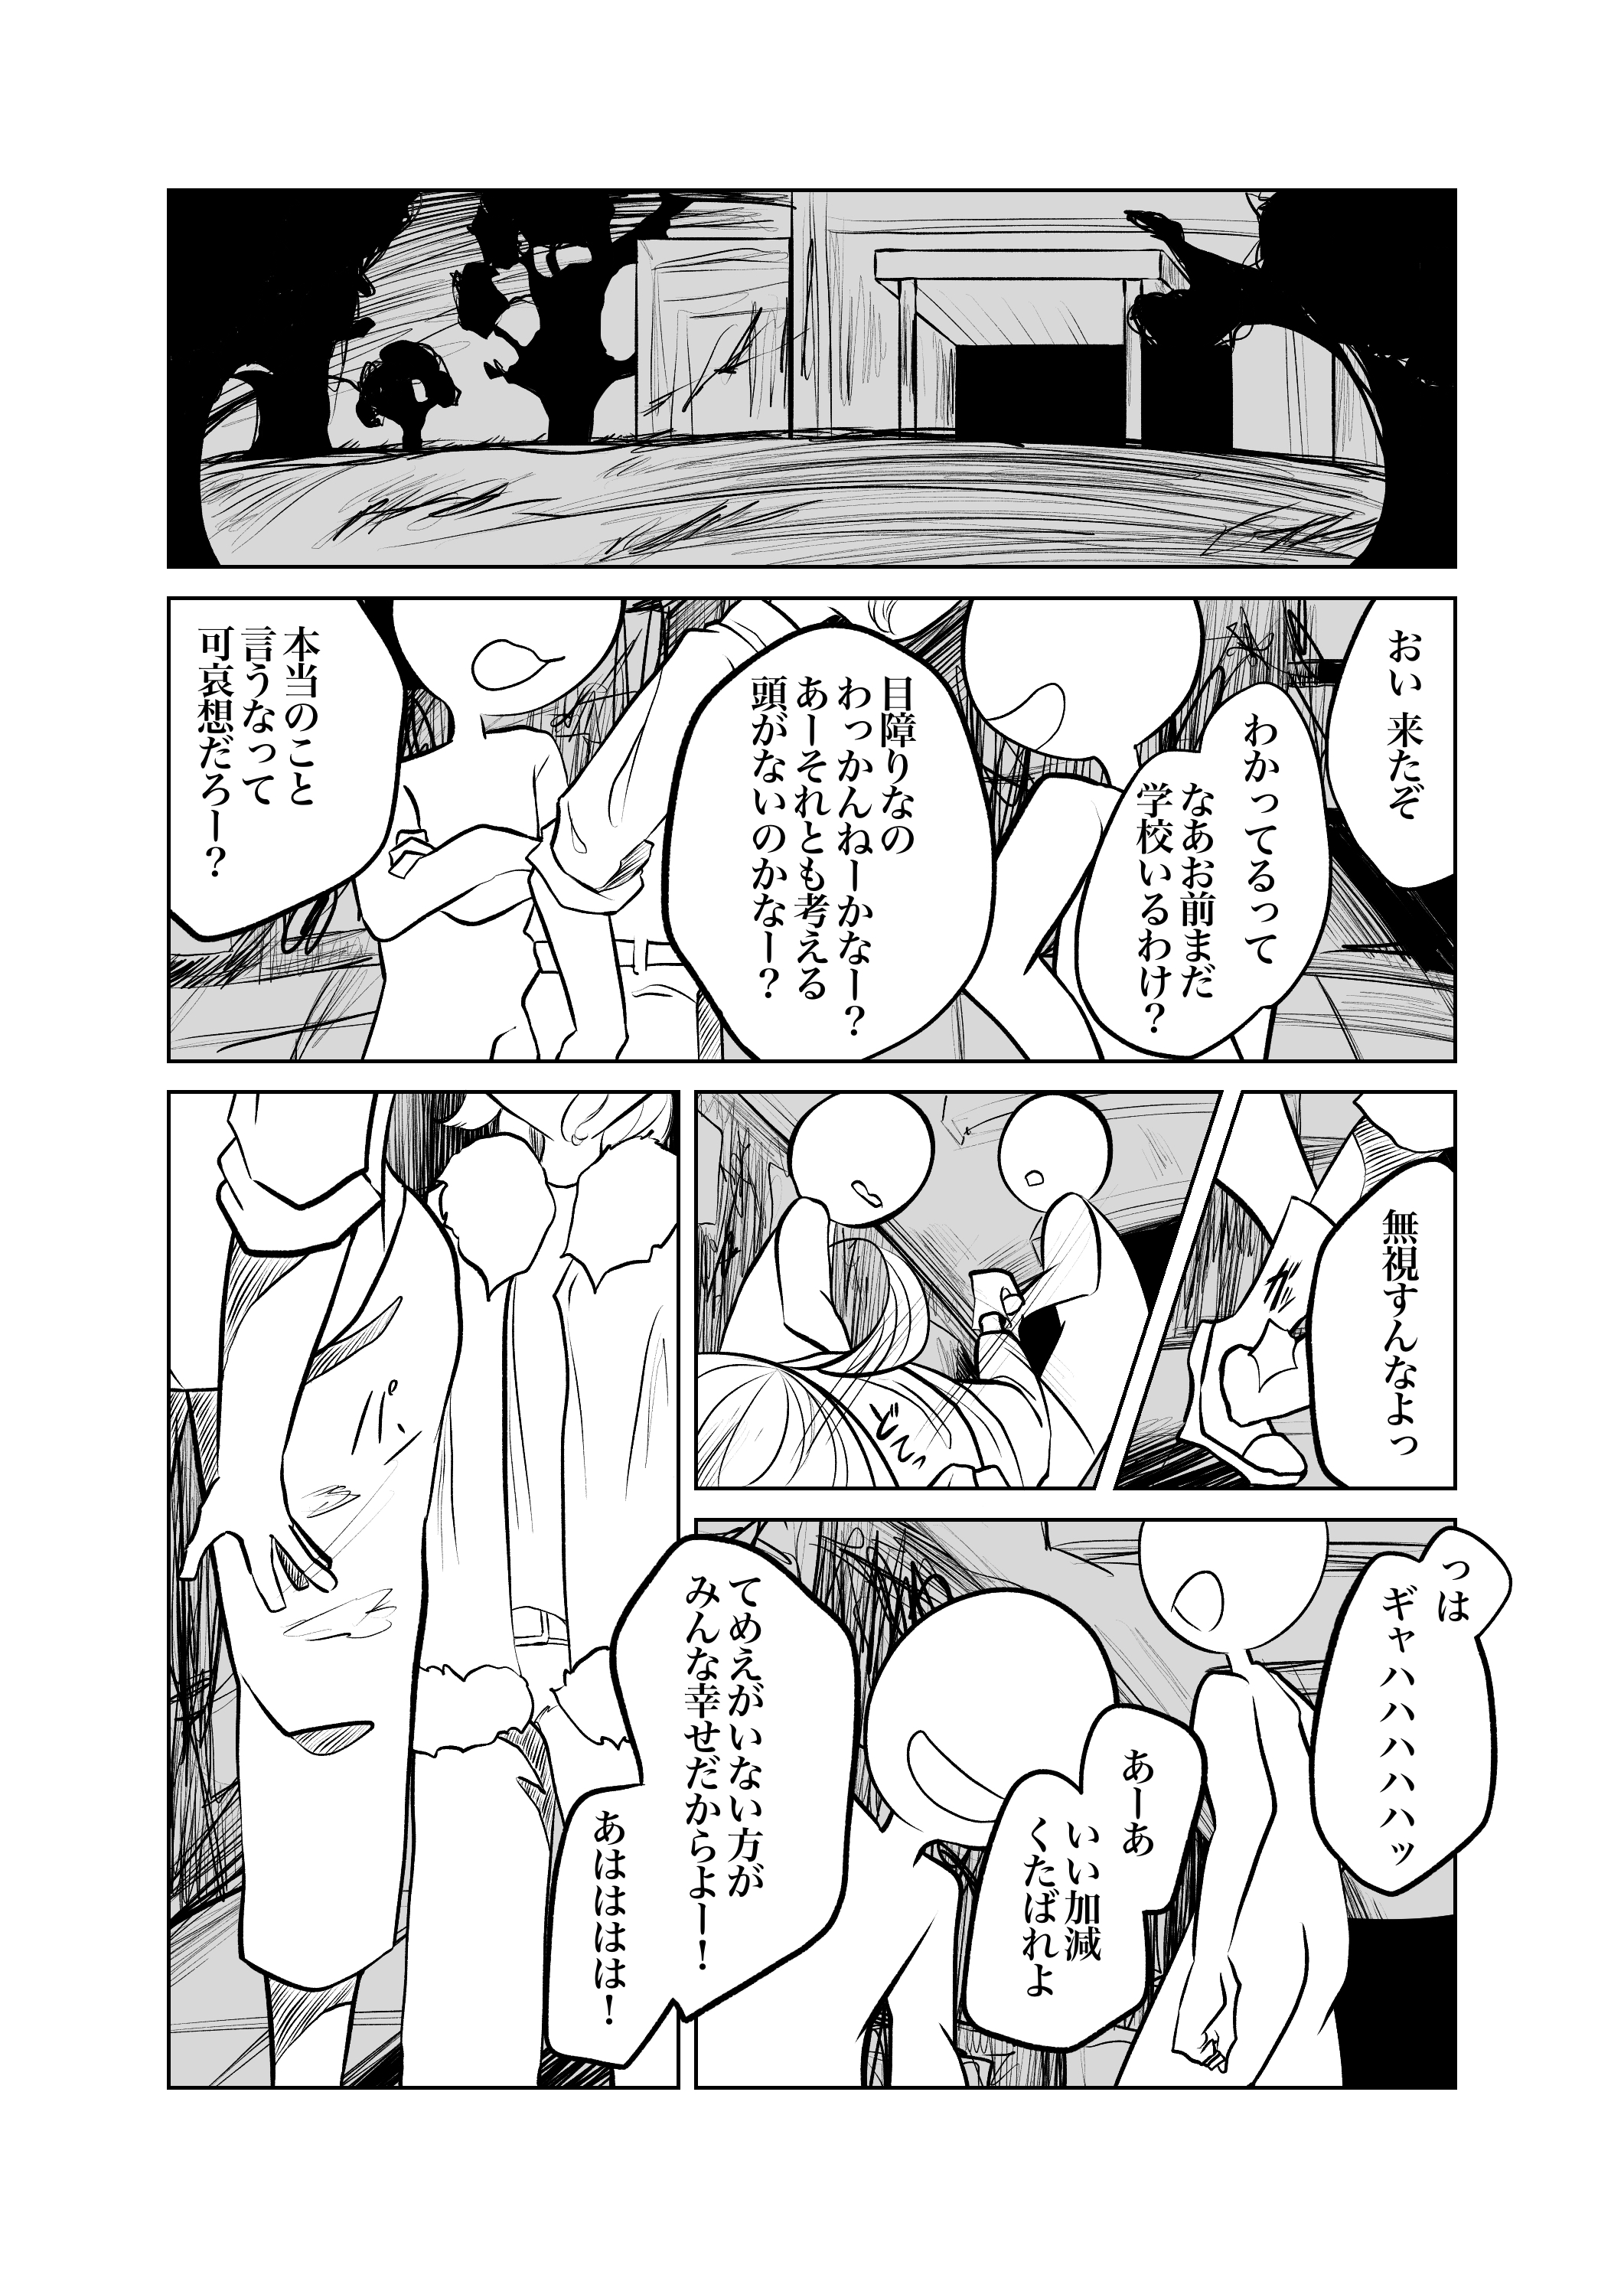 おい 来たぞ
わかってるって
なあお前まだ
学校いるわけ？
目障りなの
わっかんねーかなー？
あーそれとも考える
頭がないのかなー？
本当のこと
言うなって
可哀想だろー？
無視すんなよっ
ガッ
どんっ
パンパン
っは
ギャハハハハハッ
あーあ
いい加減
くたばれよ
てめえがいない方が
みんな幸せだからよー！
あはははは！